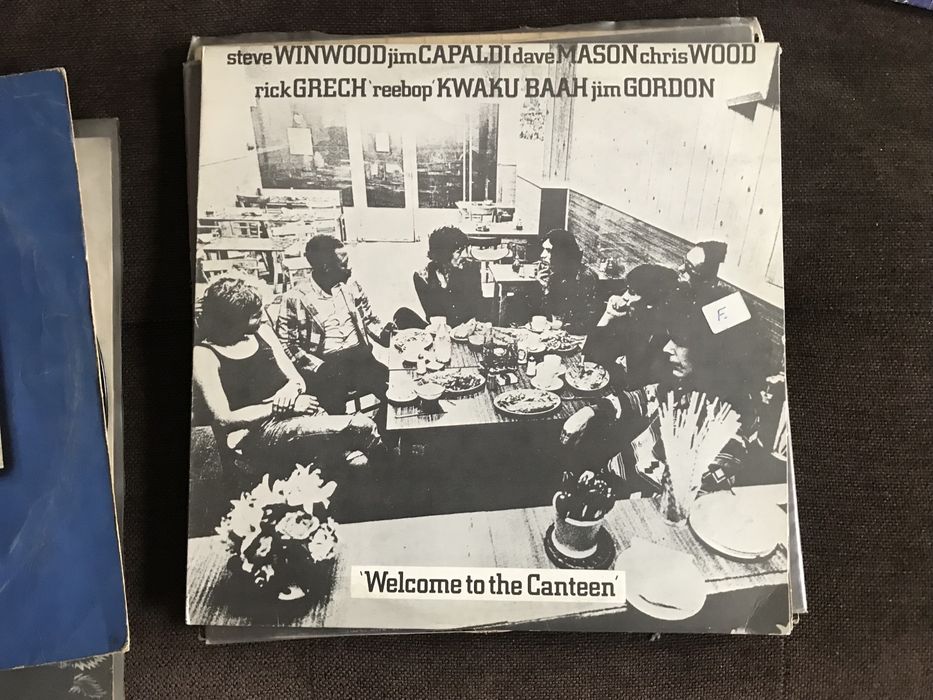 steve WINWOOD jim CAPALDI dave MASON chris WOOD
rick GRECH 'reebop' KWAKU BAAH jim GORDON
F.
'Welcome to the Canteen'